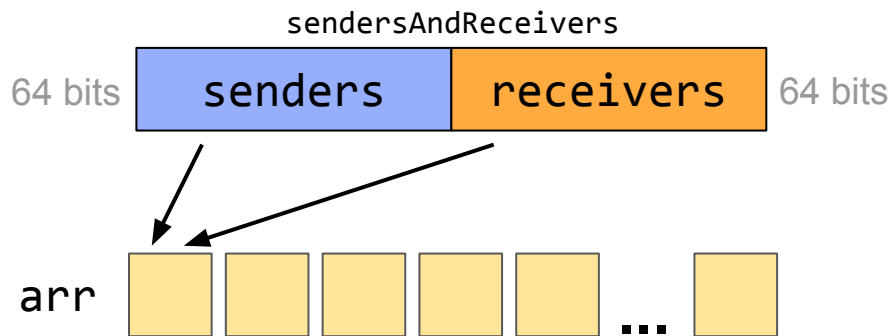 sendersAndReceivers
64 bits senders receivers 64 bits
arr ...